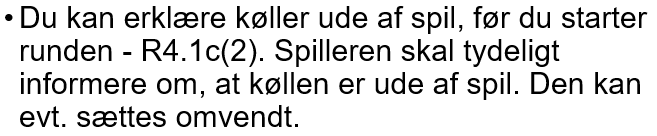 • Du kan erklære køller ude af spil, før du starter
runden - R4.1c(2). Spilleren skal tydeligt
informere om, at køllen er ude af spil. Den kan
evt. sættes omvendt.